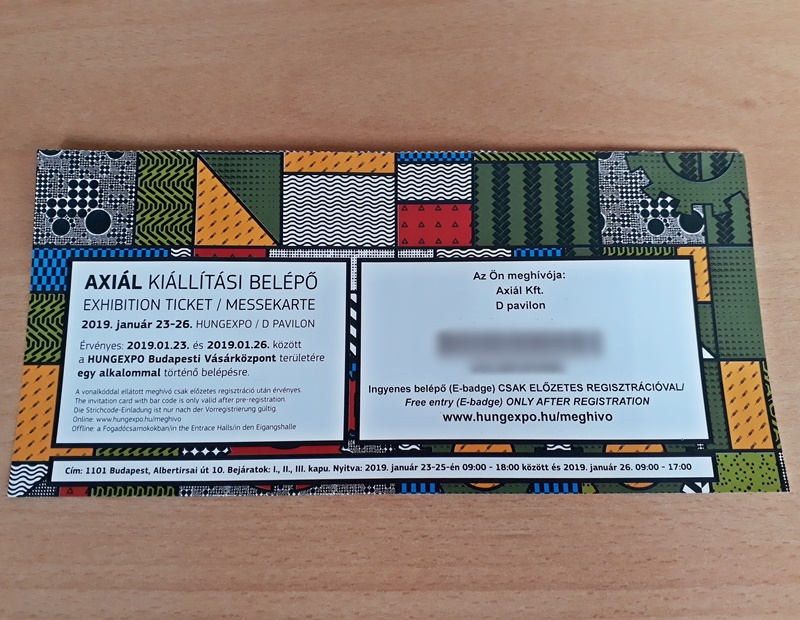 AXIÁL KIÁLLÍTÁSI BELÉPŐ
EXHIBITION TICKET / MESSEKARTE
2019. január 23-26. HUNGEXPO / D PAVILON
Érvényes: 2019.01.23. és 2019.01.26. között
a HUNGEXPO Budapesti Vásárközpont területére
egy alkalommal történő belépésre.
A vonalkóddal ellátott meghívó csak előzetes regisztráció után érvényes.
The invitation card with bar code is only valid after pre-registration.
Die Strichcode-Einladung ist nur nach der Vorregistrierung gültig.
Online: www.hungexpo.hu/meghivo
Offline: a Fogadócsarnokokban/in the Entrace Halls/in den Eigangshalle
Az Ön meghívója:
Axiál Kft.
D pavilon
Ingyenes belépő (E-badge) CSAK ELŐZETES REGISZTRÁCIÓVAL/
Free entry (E-badge) ONLY AFTER REGISTRATION
www.hungexpo.hu/meghivo
Cím: 1101 Budapest, Albertirsai út 10. Bejáratok: I., II., III. kapu. Nyitva: 2019. január 23-25-én 09:00 - 18:00 között és 2019. január 26. 09:00 - 17:00